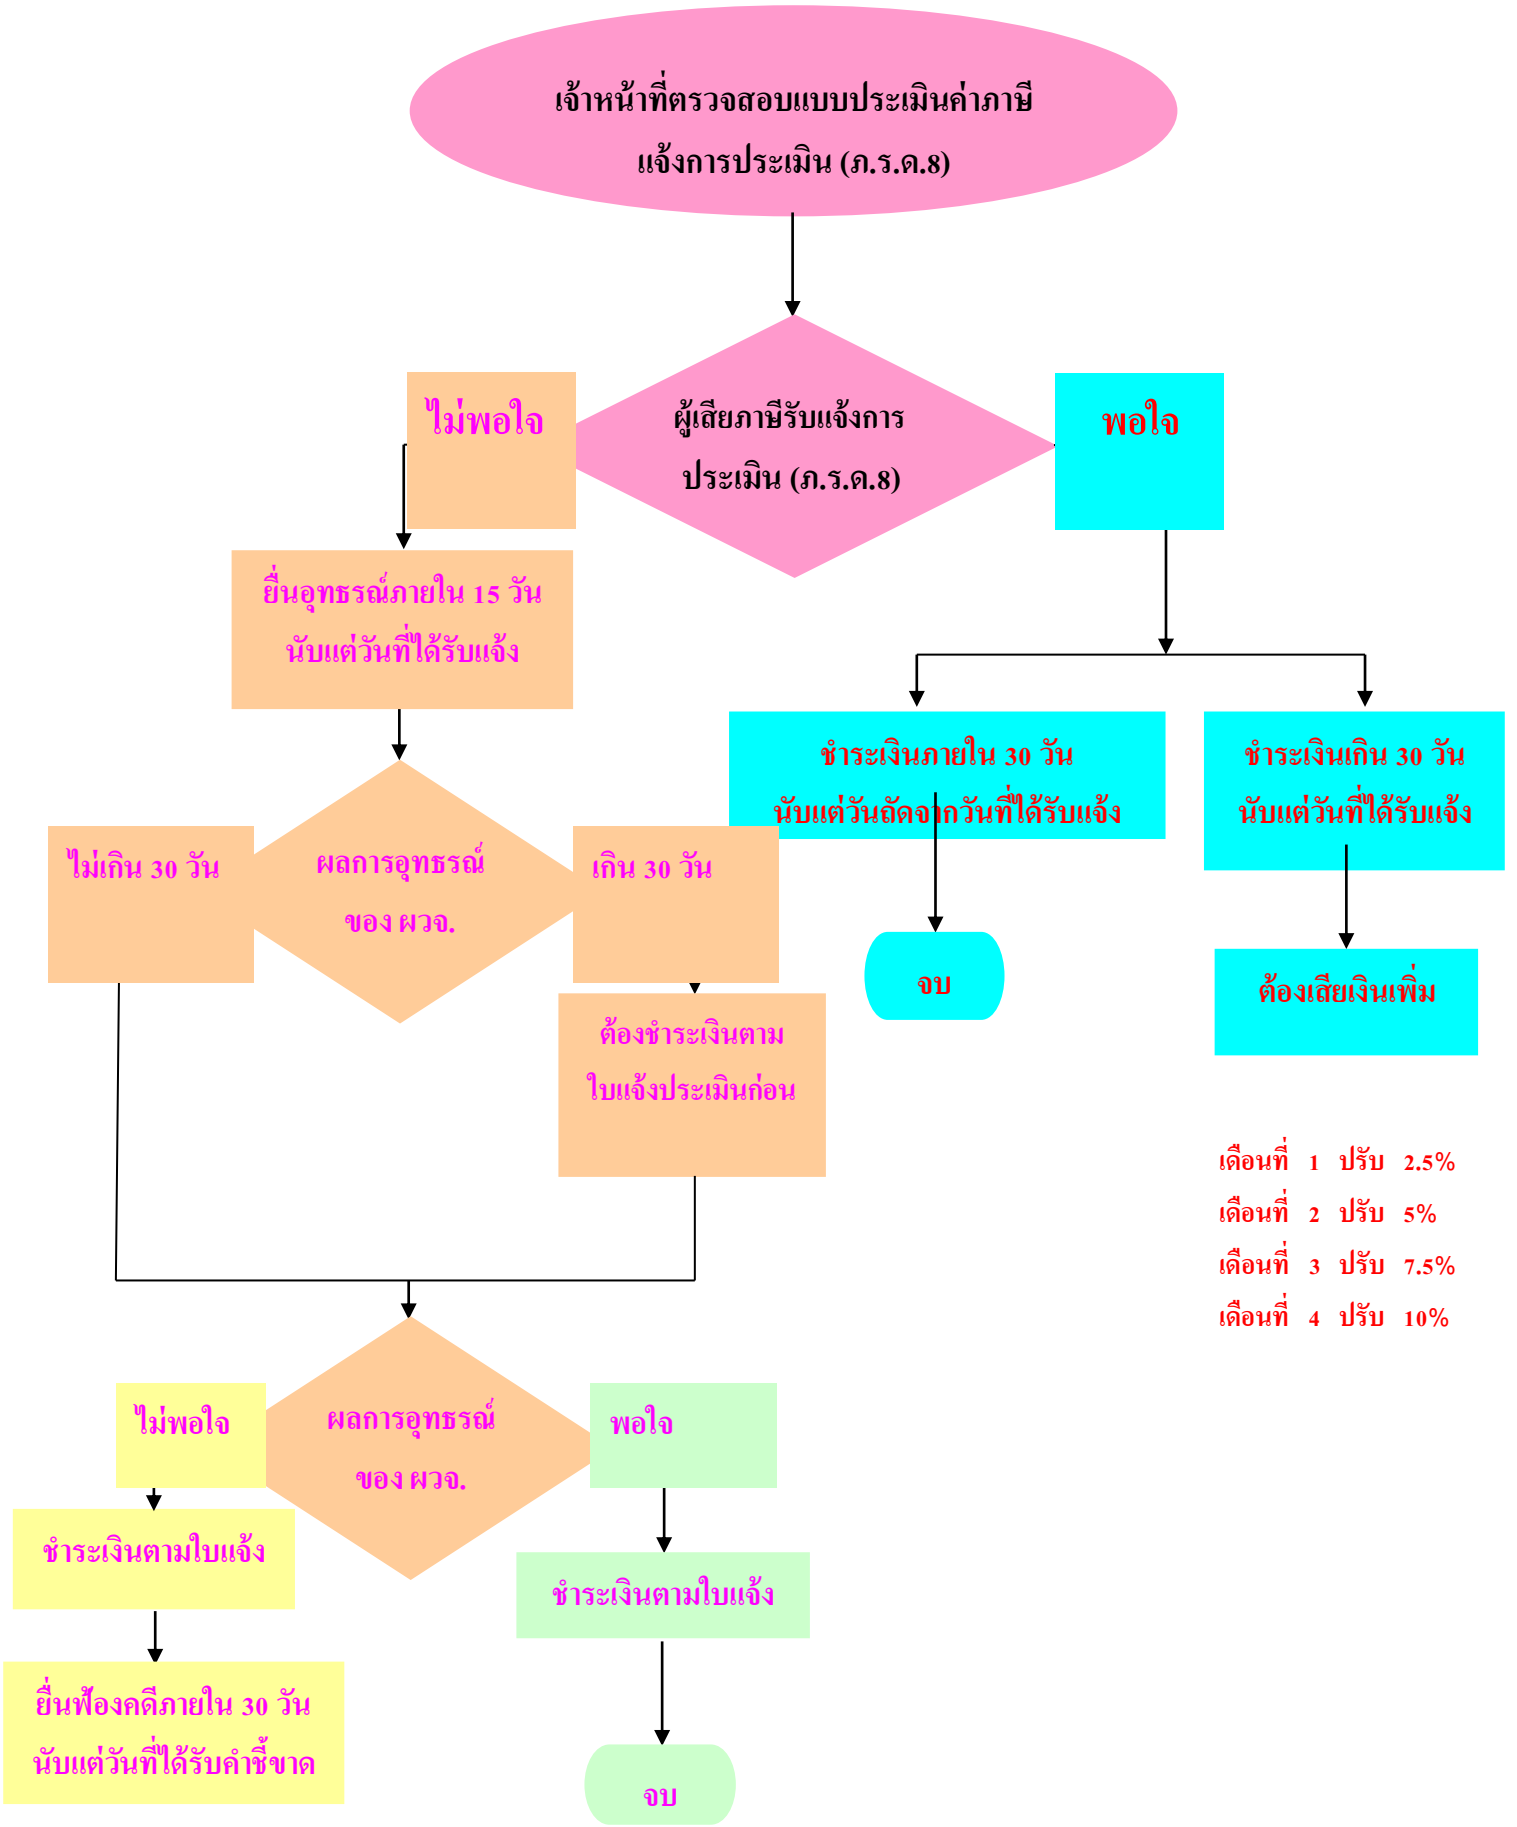 เจ้าหน้าที่ตรวจสอบแบบประเมินค่าภาษี
แจ้งการประเมิน (ภ.ร.ด.8)
ผู้เสียภาษีรับแจ้งการ
ประเมิน (ภ.ร.ด.8)
ไม่พอใจ
พอใจ
ยื่นอุทธรณ์ภายใน 15 วัน
นับแต่วันที่ได้รับแจ้ง
ชำระเงินภายใน 30 วัน
นับแต่วันถัดจากวันที่ได้รับแจ้ง
ชำระเงินเกิน 30 วัน
นับแต่วันที่ได้รับแจ้ง
ไม่เกิน 30 วัน
ผลการอุทธรณ์
ของ ผวจ.
เกิน 30 วัน
จบ
ต้องเสียเงินเพิ่ม
ต้องชำระเงินตาม
ใบแจ้งประเมินก่อน
เดือนที่ 1 ปรับ 2.5%
เดือนที่ 2 ปรับ 5%
เดือนที่ 3 ปรับ 7.5%
เดือนที่ 4 ปรับ 10%
ไม่พอใจ
ผลการอุทธรณ์
ของ ผวจ.
พอใจ
ชำระเงินตามใบแจ้ง
ชำระเงินตามใบแจ้ง
ยื่นฟ้องคดีภายใน 30 วัน
นับแต่วันที่ได้รับคำชี้ขาด
จบ